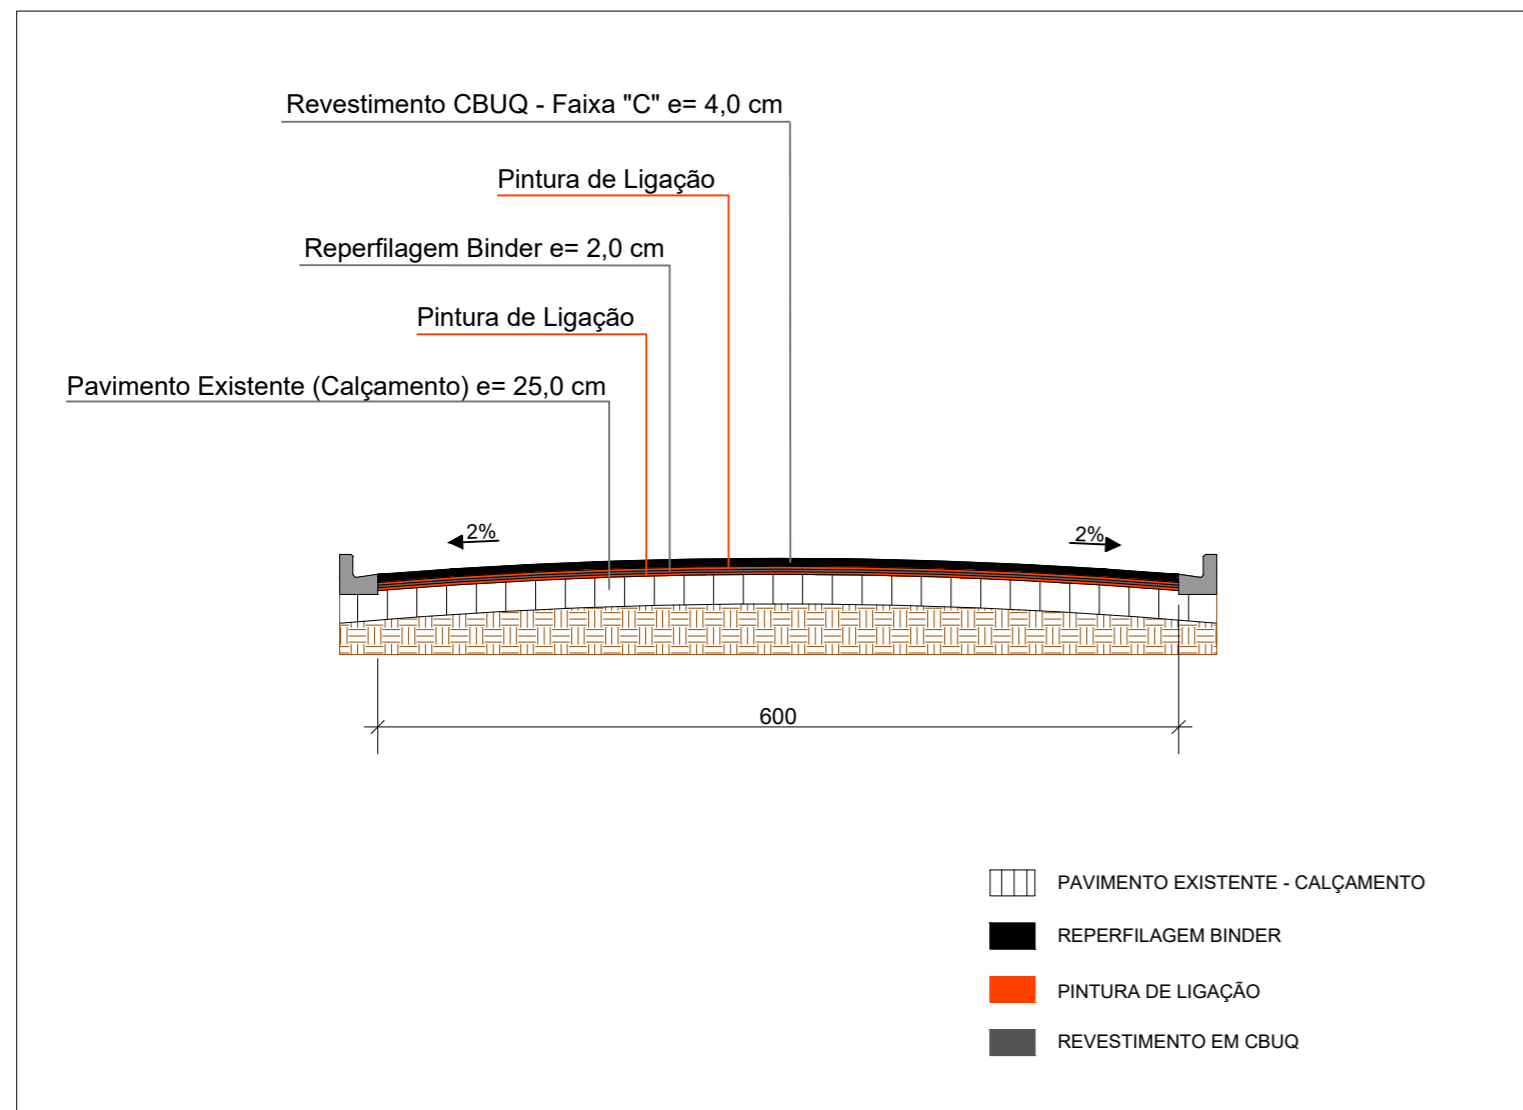 Revestimento CBUQ - Faixa "C" e= 4,0 cm
Pintura de Ligação
Reperfilagem Binder e= 2,0 cm
Pintura de Ligação
Pavimento Existente (Calçamento) e= 25,0 cm
2%
2%
600
PAVIMENTO EXISTENTE - CALÇAMENTO
REPERFILAGEM BINDER
PINTURA DE LIGAÇÃO
REVESTIMENTO EM CBUQ